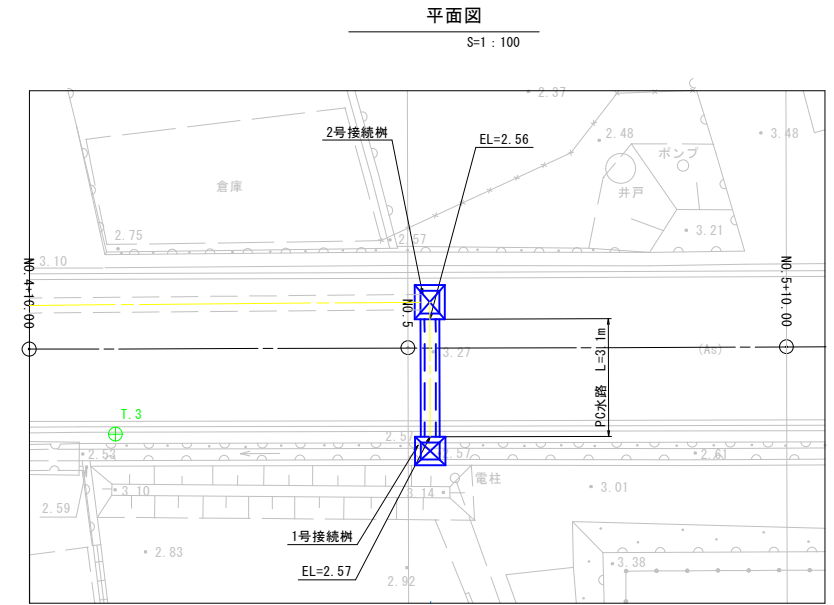 平面図
S=1 : 100
2.37
2号接続桝
EL=2.56
2.48
3.48
ポンプ
倉庫
井戸
3.21
2.75
2.57
3.10
NO.4+10.00
NO.5
NO.5+10.00
3.27
(As)
PC水路 L=3.1m
T.3
2.57
2.57
2.54
2.61
電柱
3.10
3.14
3.01
2.59
1号接続桝
2.83
3.38
EL=2.57
2.92